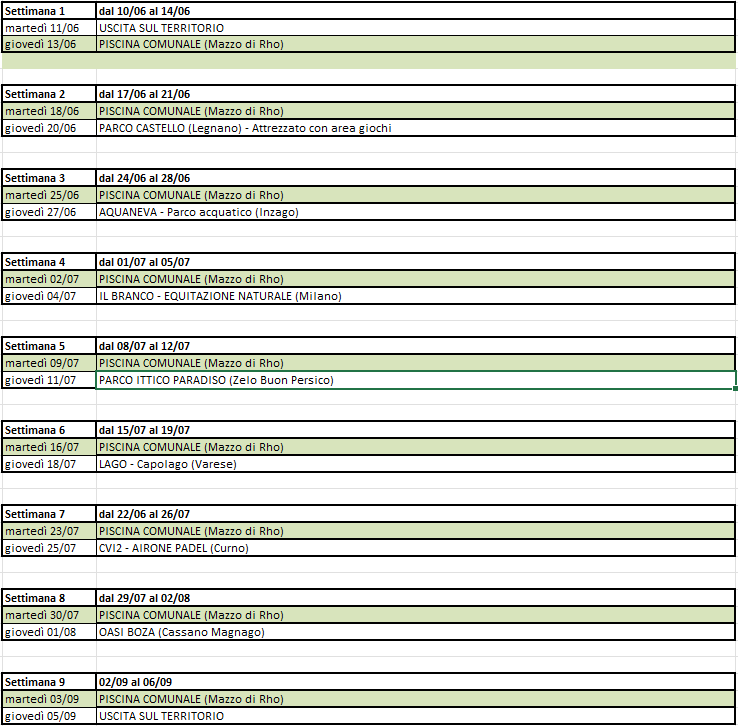 Settimana 1 dal 10/06 al 14/06
martedì 11/06 USCITA SUL TERRITORIO
giovedì 13/06 PISCINA COMUNALE (Mazzo di Rho)
Settimana 2 dal 17/06 al 21/06
martedì 18/06 PISCINA COMUNALE (Mazzo di Rho)
giovedì 20/06 PARCO CASTELLO (Legnano) - Attrezzato con area giochi
Settimana 3 dal 24/06 al 28/06
martedì 25/06 PISCINA COMUNALE (Mazzo di Rho)
giovedì 27/06 AQUANEVA - Parco acquatico (Inzago)
Settimana 4 dal 01/07 al 05/07
martedì 02/07 PISCINA COMUNALE (Mazzo di Rho)
giovedì 04/07 IL BRANCO - EQUITAZIONE NATURALE (Milano)
Settimana 5 dal 08/07 al 12/07
martedì 09/07 PISCINA COMUNALE (Mazzo di Rho)
giovedì 11/07 PARCO ITTICO PARADISO (Zelo Buon Persico)
Settimana 6 dal 15/07 al 19/07
martedì 16/07 PISCINA COMUNALE (Mazzo di Rho)
giovedì 18/07 LAGO - Capolago (Varese)
Settimana 7 dal 22/06 al 26/07
martedì 23/07 PISCINA COMUNALE (Mazzo di Rho)
giovedì 25/07 CVI2 - AIRONE PADEL (Curno)
Settimana 8 dal 29/07 al 02/08
martedì 30/07 PISCINA COMUNALE (Mazzo di Rho)
giovedì 01/08 OASI BOZA (Cassano Magnago)
Settimana 9 02/09 al 06/09
martedì 03/09 PISCINA COMUNALE (Mazzo di Rho)
giovedì 05/09 USCITA SUL TERRITORIO